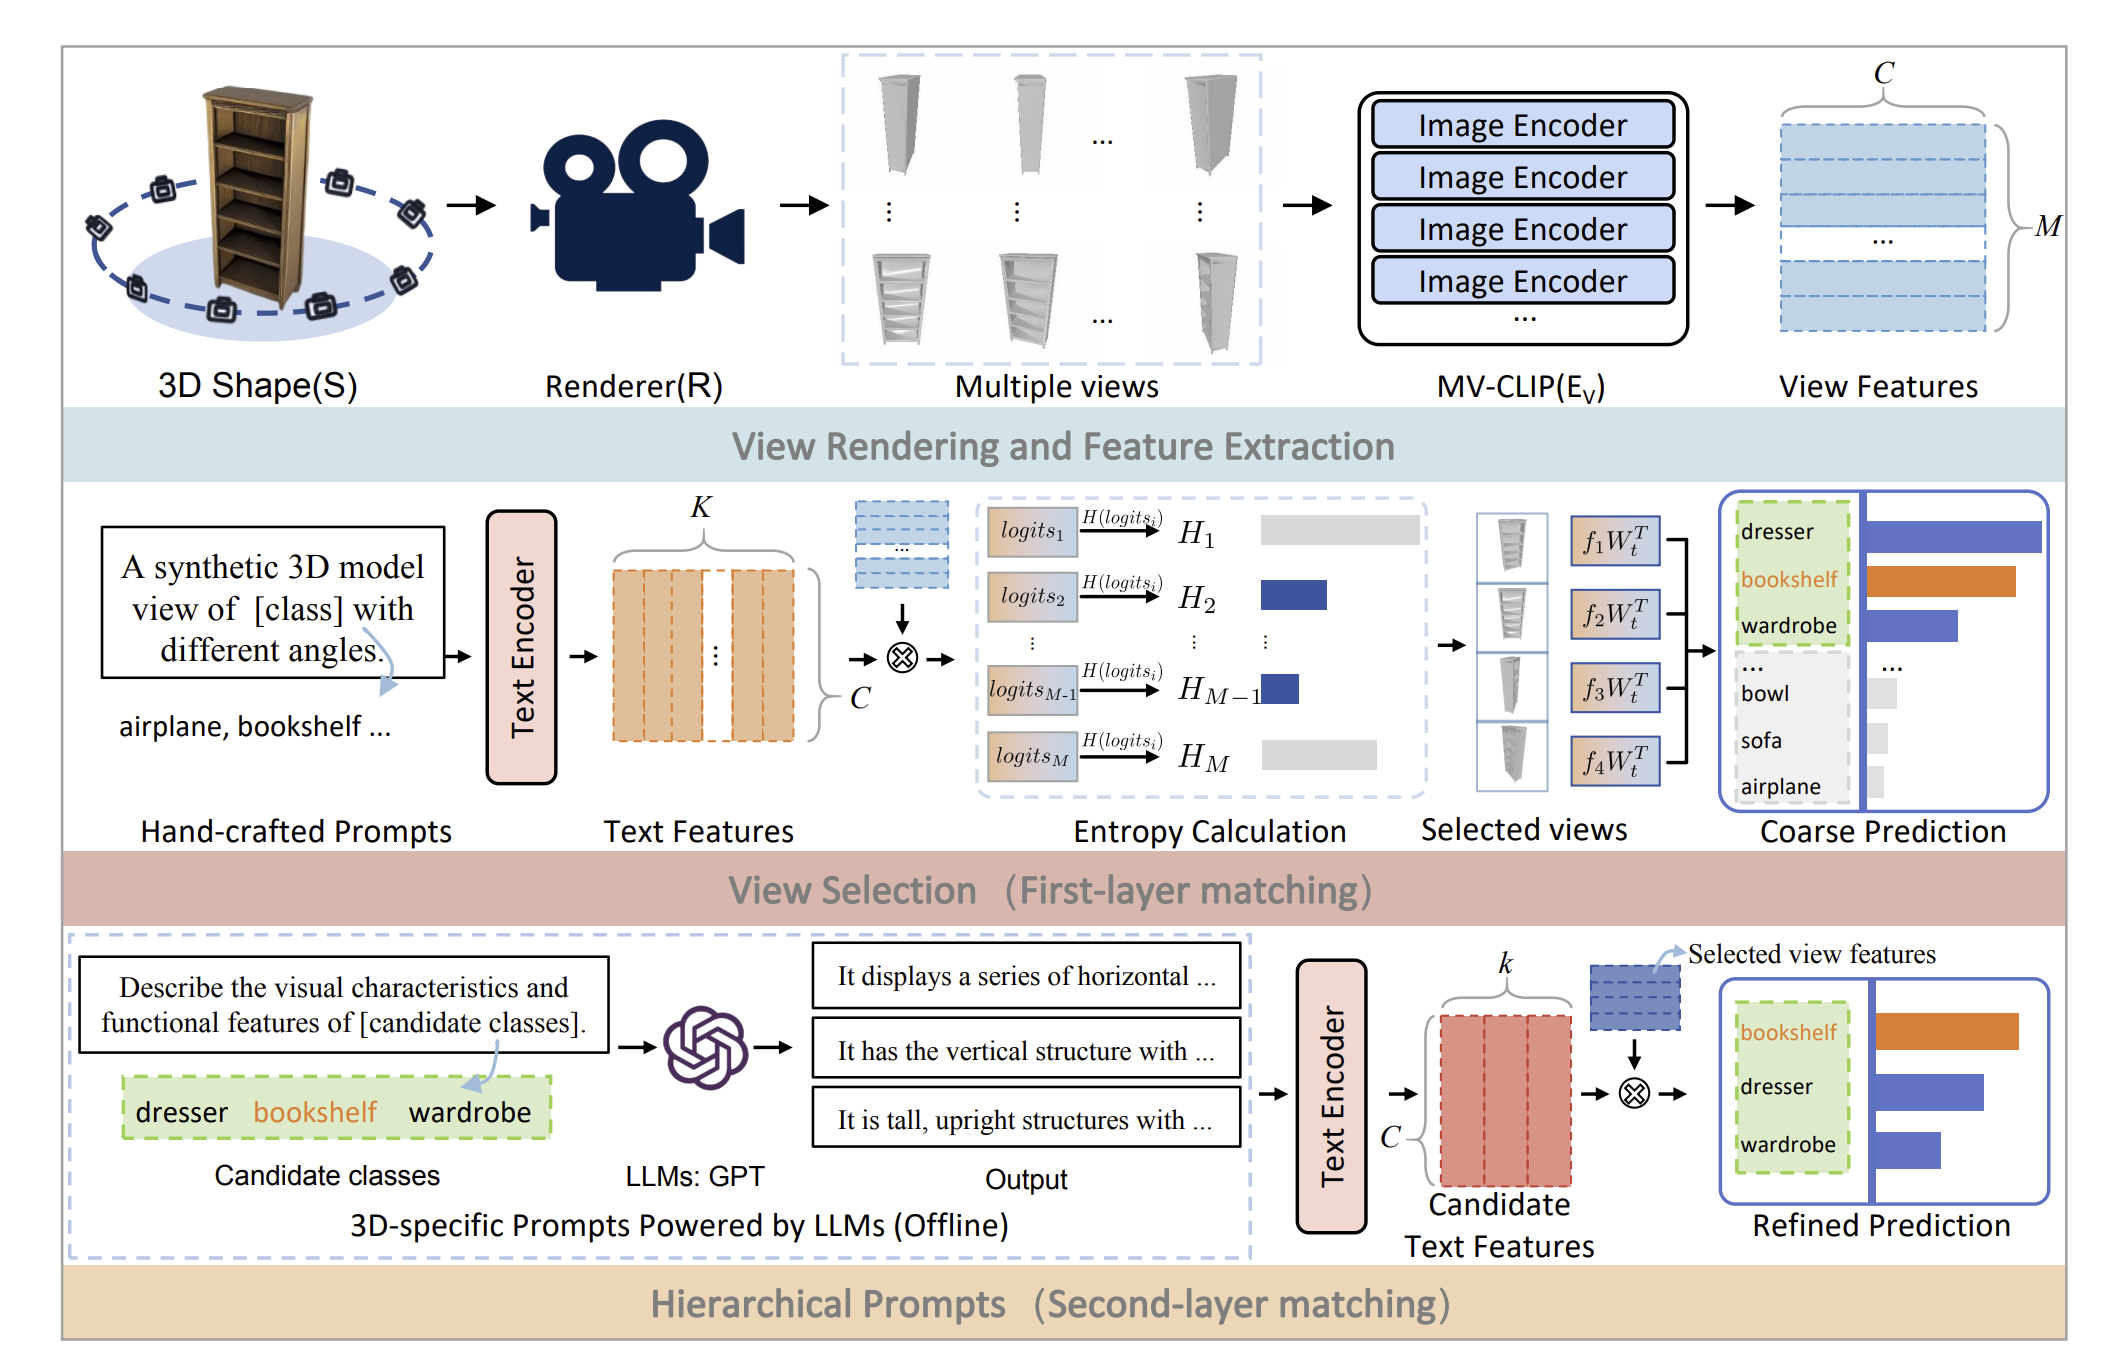 C
Image Encoder
Image Encoder
Image Encoder
Image Encoder
...
...
...
...
M
3D Shape(S)
Renderer(R)
Multiple views
MV-CLIP(E_V)
View Features
View Rendering and Feature Extraction
A synthetic 3D model
view of [class] with
different angles.
airplane, bookshelf ...
Text Encoder
K
...
C
...
logits_1
H(logits_i)
H_1
logits_2
H(logits_i)
H_2
...
logits_{M-1}
H(logits_i)
H_{M-1}
logits_M
H(logits_i)
H_M
f_1W_t^T
f_2W_t^T
f_3W_t^T
f_4W_t^T
dresser
bookshelf
wardrobe
... ...
bowl
sofa
airplane
Hand-crafted Prompts
Text Features
Entropy Calculation
Selected views
Coarse Prediction
View Selection （First-layer matching）
Describe the visual characteristics and
functional features of [candidate classes].
dresser bookshelf wardrobe
Candidate classes
LLMs: GPT
It displays a series of horizontal ...
It has the vertical structure with ...
It is tall, upright structures with ...
Output
3D-specific Prompts Powered by LLMs (Offline)
Text Encoder
k
C
Candidate
Text Features
Selected view features
bookshelf
dresser
wardrobe
Refined Prediction
Hierarchical Prompts （Second-layer matching）